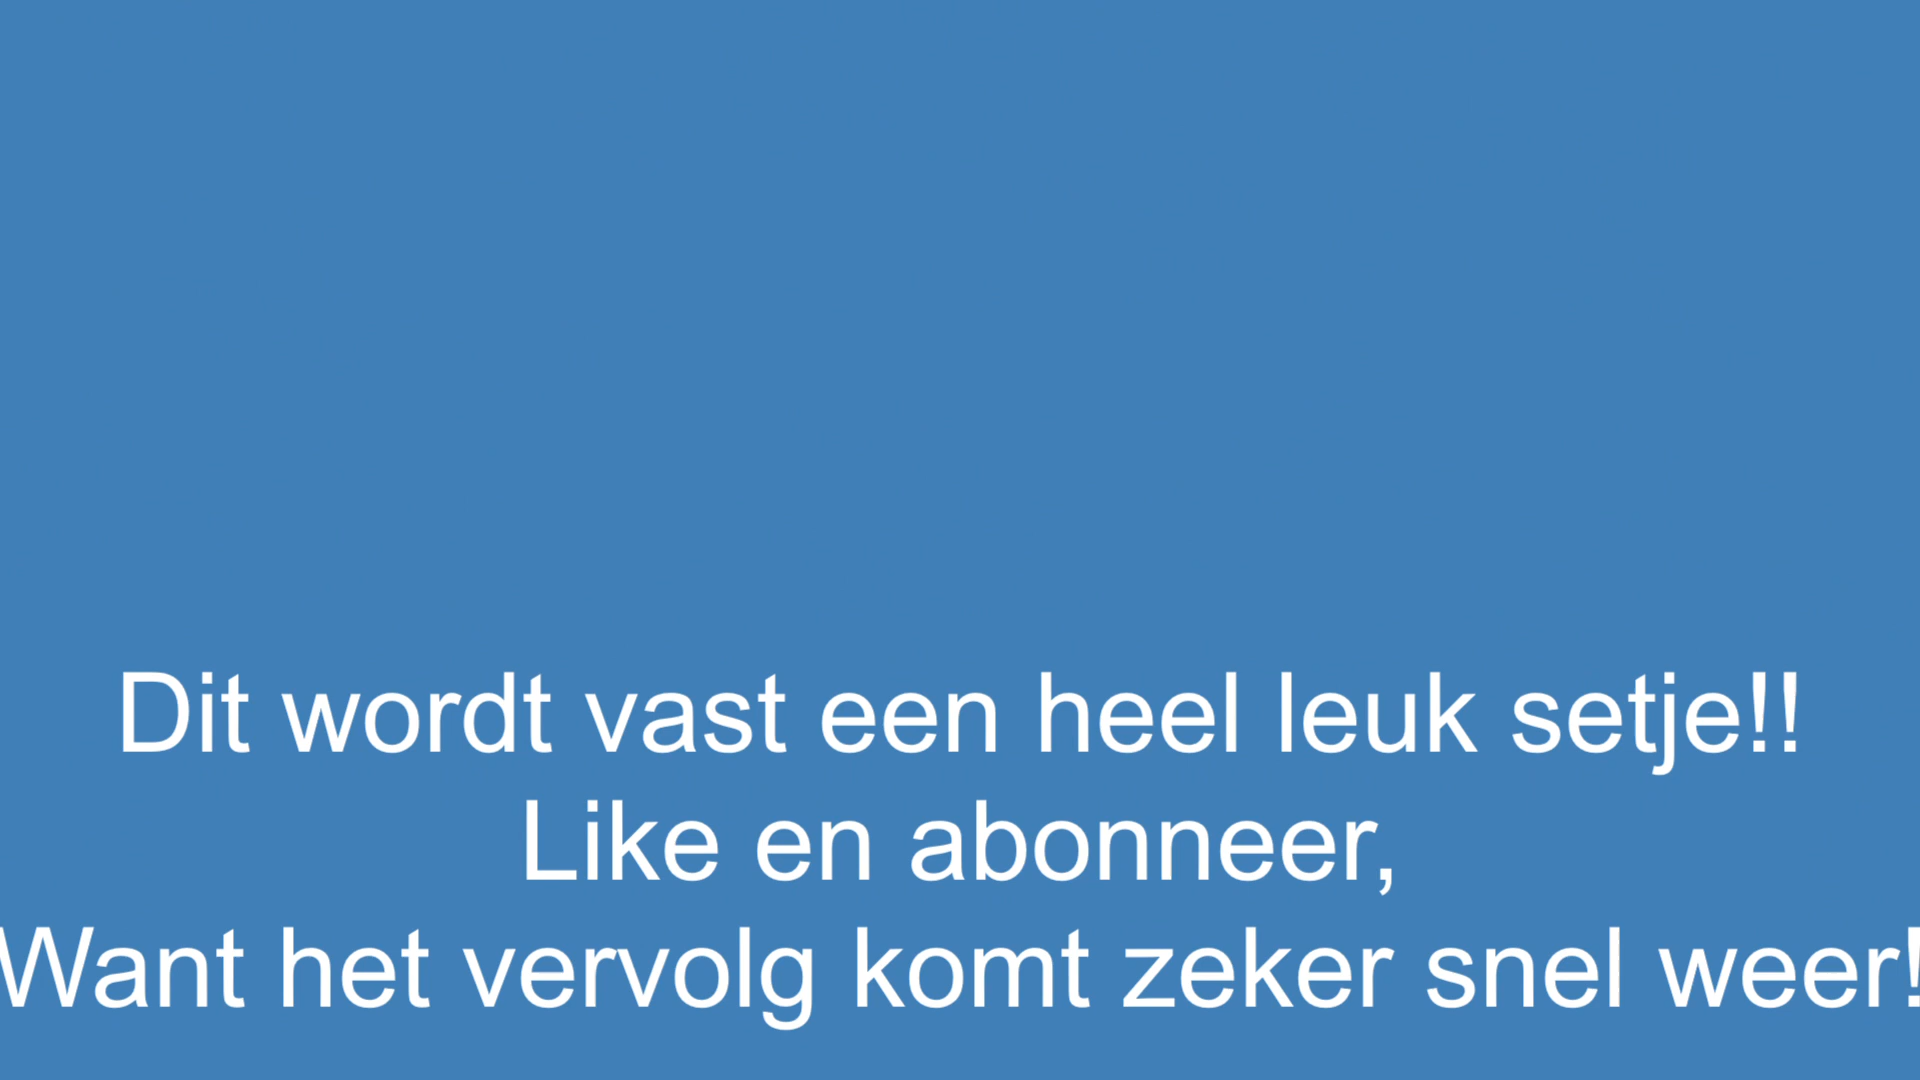 Dit wordt vast een heel leuk setje!!
Like en abonneer,
Want het vervolg komt zeker snel weer!